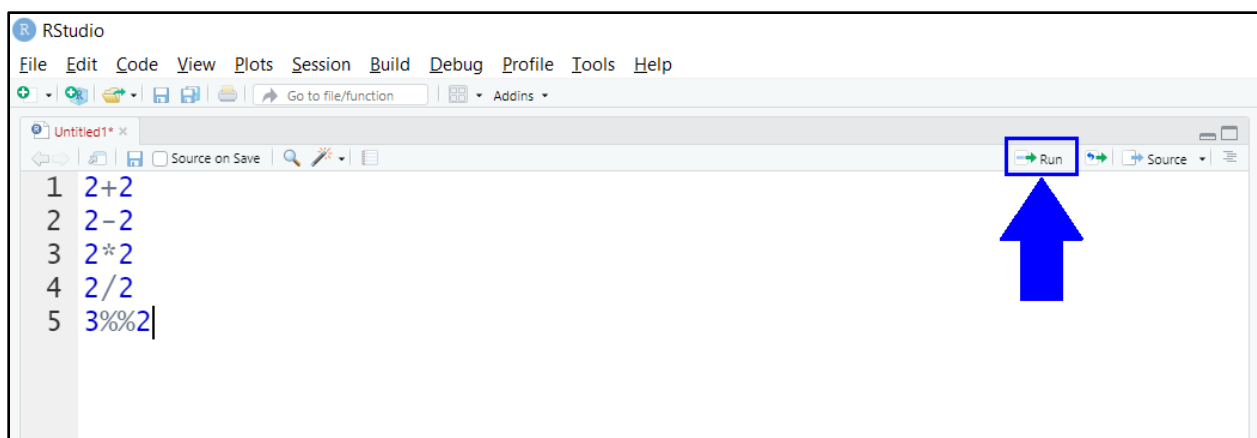 R RStudio
File Edit Code View Plots Session Build Debug Profile Tools Help
Go to file/function Addins
Untitled1* ×
Source on Save Run Source
1 2+2
2 2-2
3 2*2
4 2/2
5 3%%2